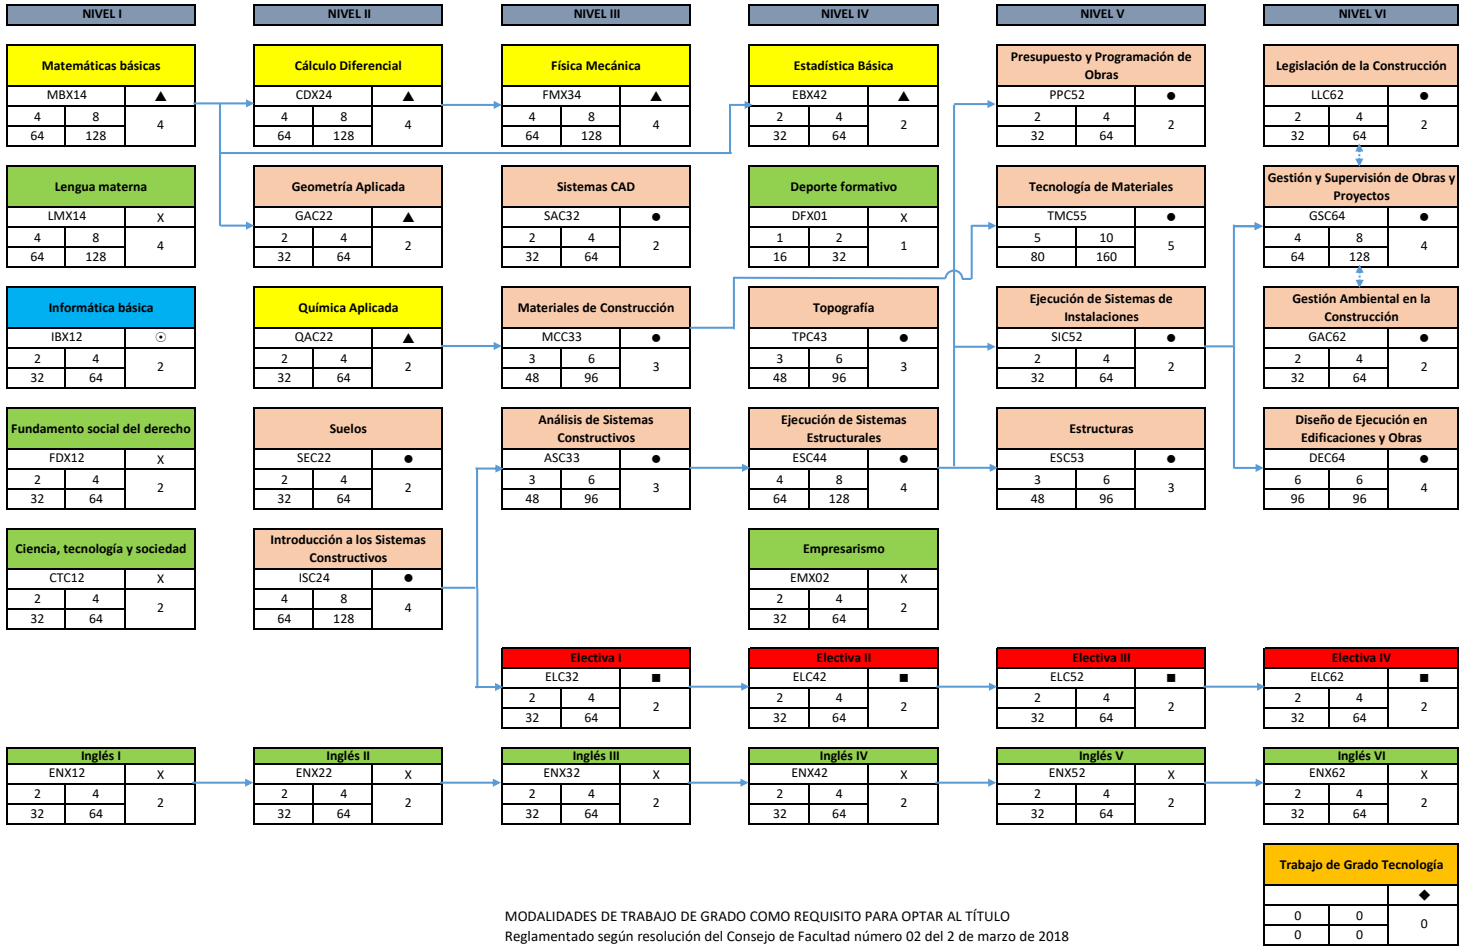 NIVEL I
NIVEL II
NIVEL III
NIVEL IV
NIVEL V
NIVEL VI
Matemáticas básicas
MBX14 ▲
4 8 4
64 128
Cálculo Diferencial
CDX24 ▲
4 8 4
64 128
Física Mecánica
FMX34 ▲
4 8 4
64 128
Estadística Básica
EBX42 ▲
2 4 2
32 64
Presupuesto y Programación de
Obras
PPC52 ●
2 4 2
32 64
Legislación de la Construcción
LLC62 ●
2 4 2
32 64
Lengua materna
LMX14 X
4 8 4
64 128
Geometría Aplicada
GAC22 ▲
2 4 2
32 64
Sistemas CAD
SAC32 ●
2 4 2
32 64
Deporte formativo
DFX01 X
1 2 1
16 32
Tecnología de Materiales
TMC55 ●
5 10 5
80 160
Gestión y Supervisión de Obras y
Proyectos
GSC64 ●
4 8 4
64 128
Informática básica
IBX12 ⊙
2 4 2
32 64
Química Aplicada
QAC22 ▲
2 4 2
32 64
Materiales de Construcción
MCC33 ●
3 6 3
48 96
Topografía
TPC43 ●
3 6 3
48 96
Ejecución de Sistemas de
Instalaciones
SIC52 ●
2 4 2
32 64
Gestión Ambiental en la
Construcción
GAC62 ●
2 4 2
32 64
Fundamento social del derecho
FDX12 X
2 4 2
32 64
Suelos
SEC22 ●
2 4 2
32 64
Análisis de Sistemas
Constructivos
ASC33 ●
3 6 3
48 96
Ejecución de Sistemas
Estructurales
ESC44 ●
4 8 4
64 128
Estructuras
ESC53 ●
3 6 3
48 96
Diseño de Ejecución en
Edificaciones y Obras
DEC64 ●
6 6 4
96 96
Ciencia, tecnología y sociedad
CTC12 X
2 4 2
32 64
Introducción a los Sistemas
Constructivos
ISC24 ●
4 8 4
64 128
Empresarismo
EMX02 X
2 4 2
32 64
Electiva I
ELC32 ■
2 4 2
32 64
Electiva II
ELC42 ■
2 4 2
32 64
Electiva III
ELC52 ■
2 4 2
32 64
Electiva IV
ELC62 ■
2 4 2
32 64
Inglés I
ENX12 X
2 4 2
32 64
Inglés II
ENX22 X
2 4 2
32 64
Inglés III
ENX32 X
2 4 2
32 64
Inglés IV
ENX42 X
2 4 2
32 64
Inglés V
ENX52 X
2 4 2
32 64
Inglés VI
ENX62 X
2 4 2
32 64
Trabajo de Grado Tecnología
◆
0 0 0
0 0
MODALIDADES DE TRABAJO DE GRADO COMO REQUISITO PARA OPTAR AL TÍTULO
Reglamentado según resolución del Consejo de Facultad número 02 del 2 de marzo de 2018